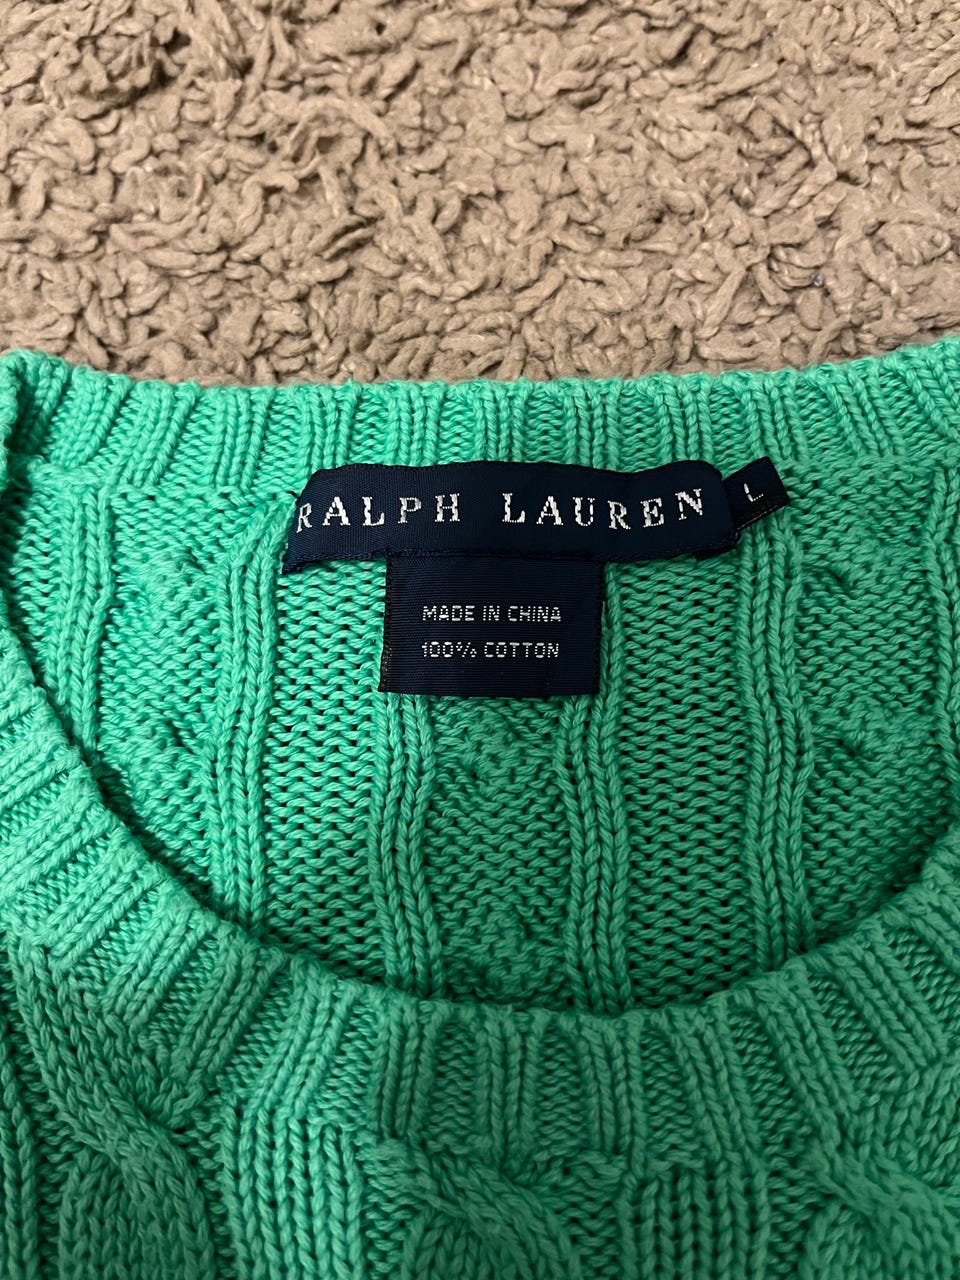 RALPH LAUREN
L
MADE IN CHINA
100% COTTON